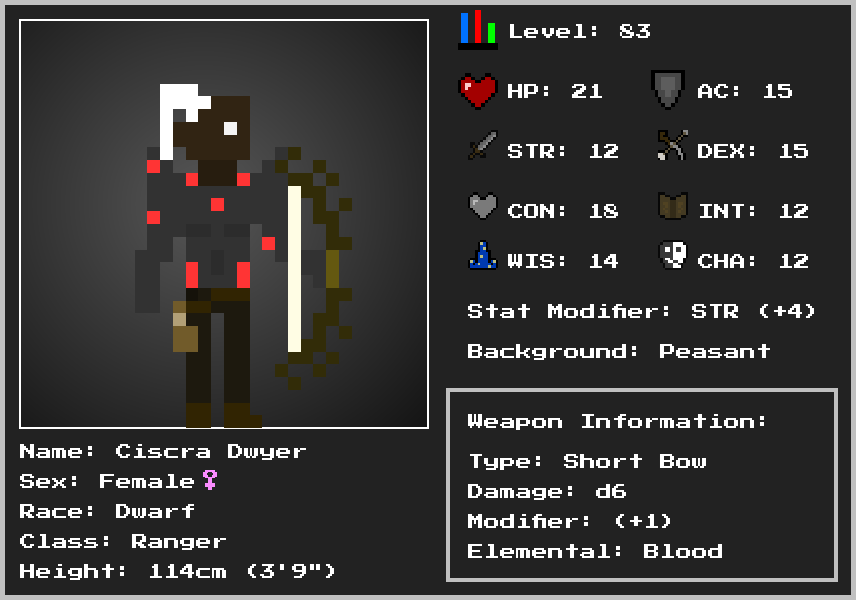 Level: 83
HP: 21
AC: 15
STR: 12
DEX: 15
CON: 18
INT: 12
WIS: 14
CHA: 12
Stat Modifier: STR (+4)
Background: Peasant
Weapon Information:
Type: Short Bow
Damage: d6
Modifier: (+1)
Elemental: Blood
Name: Ciscra Dwyer
Sex: Female♀
Race: Dwarf
Class: Ranger
Height: 114cm (3'9")